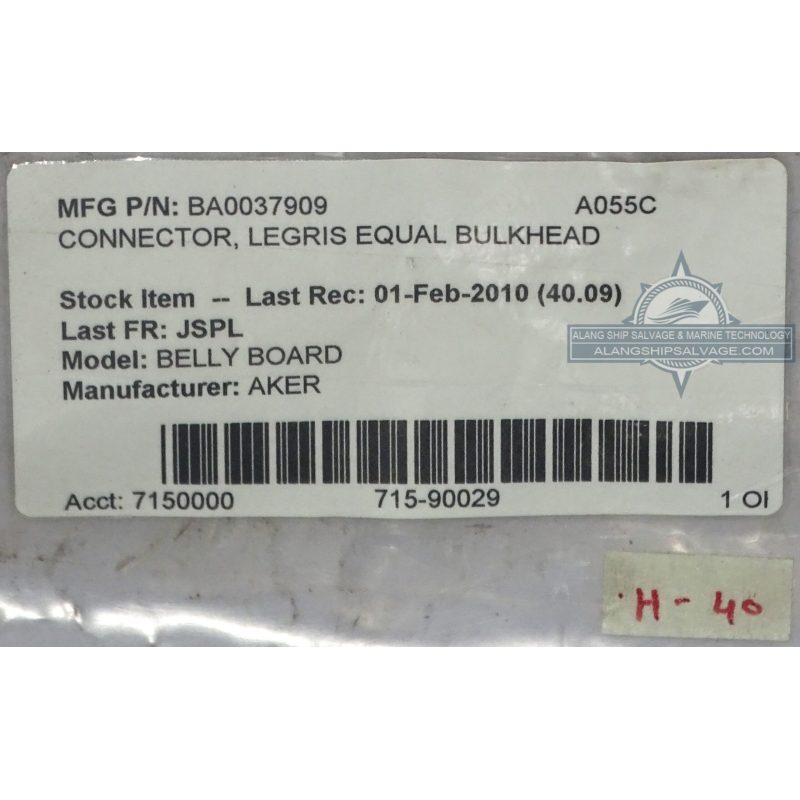 MFG P/N: BA0037909 A055C
CONNECTOR, LEGRIS EQUAL BULKHEAD
Stock Item -- Last Rec: 01-Feb-2010 (40.09)
Last FR: JSPL
Model: BELLY BOARD
Manufacturer: AKER
ALANG SHIP SALVAGE & MARINE TECHNOLOGY
ALANGSHIPSALVAGE.COM
Acct: 7150000 715-90029 1 OI
H - 40